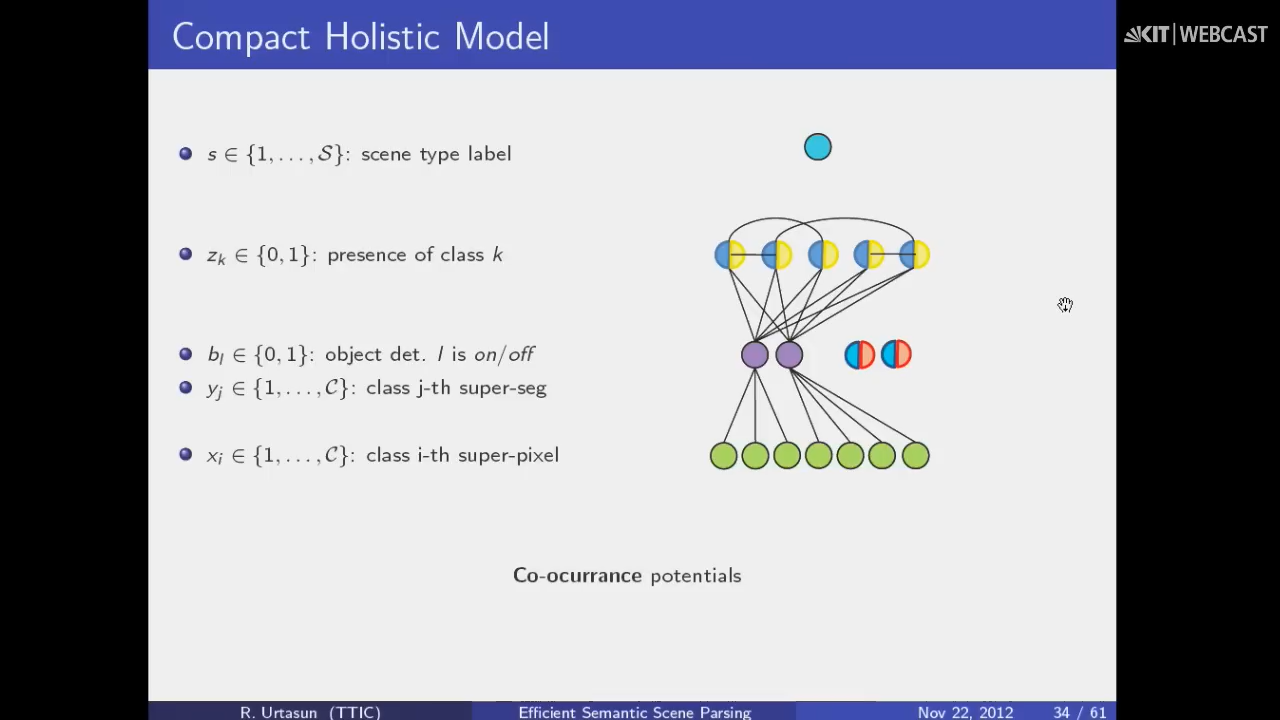 Compact Holistic Model
KIT | WEBCAST
s ∈ {1, . . . , S}: scene type label
z_k ∈ {0, 1}: presence of class k
b_l ∈ {0, 1}: object det. l is on/off
y_j ∈ {1, . . . , C}: class j-th super-seg
x_i ∈ {1, . . . , C}: class i-th super-pixel
Co-ocurrance potentials
R. Urtasun (TTIC) Efficient Semantic Scene Parsing Nov 22, 2012 34 / 61